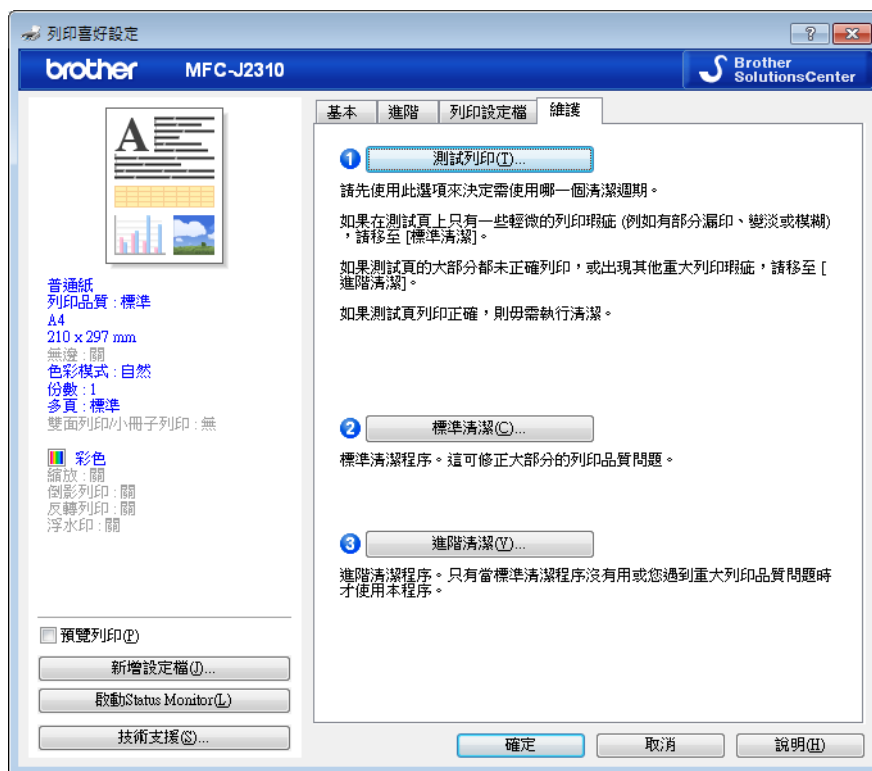 列印喜好設定
brother MFC-J2310
Brother
SolutionsCenter
基本 進階 列印設定檔 維護
A
普通紙
列印品質 : 標準
A4
210 x 297 mm
無邊 : 關
色彩模式 : 自然
份數 : 1
多頁 : 標準
雙面列印/小冊子列印 : 無
彩色
縮放 : 關
倒影列印 : 關
反轉列印 : 關
浮水印 : 關
預覽列印(P)
新增設定檔(J)...
啟動Status Monitor(L)
技術支援(S)...
1 測試列印(T)...
請先使用此選項來決定需使用哪一個清潔週期。
如果在測試頁上只有一些輕微的列印瑕疵 (例如有部分漏印、變淡或模糊)
，請移至 [標準清潔]。
如果測試頁的大部分都未正確列印，或出現其他重大列印瑕疵，請移至 [
進階清潔]。
如果測試頁列印正確，則毋需執行清潔。
2 標準清潔(C)...
標準清潔程序。這可修正大部分的列印品質問題。
3 進階清潔(V)...
進階清潔程序。只有當標準清潔程序沒有用或您遇到重大列印品質問題時
才使用本程序。
確定 取消 說明(H)